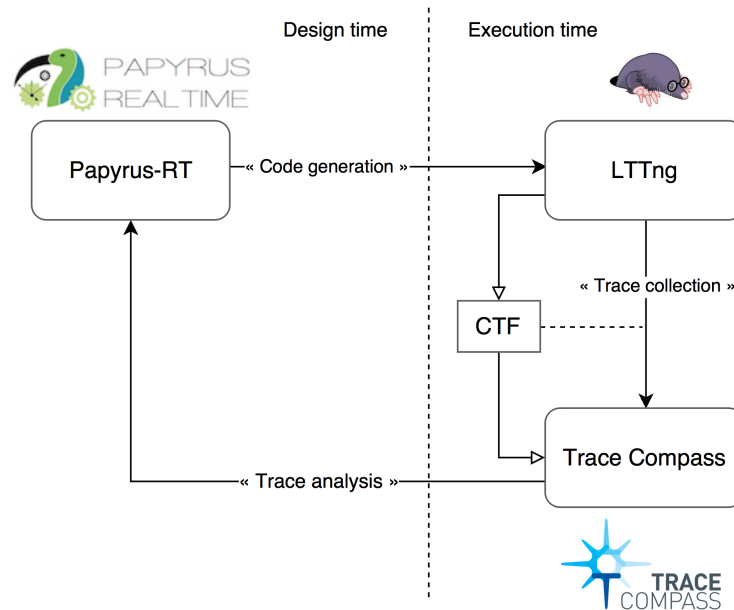 Design time
Execution time
PAPYRUS
REAL TIME
Papyrus-RT
« Code generation »
LTTng
« Trace collection »
CTF
Trace Compass
« Trace analysis »
TRACE
COMPASS